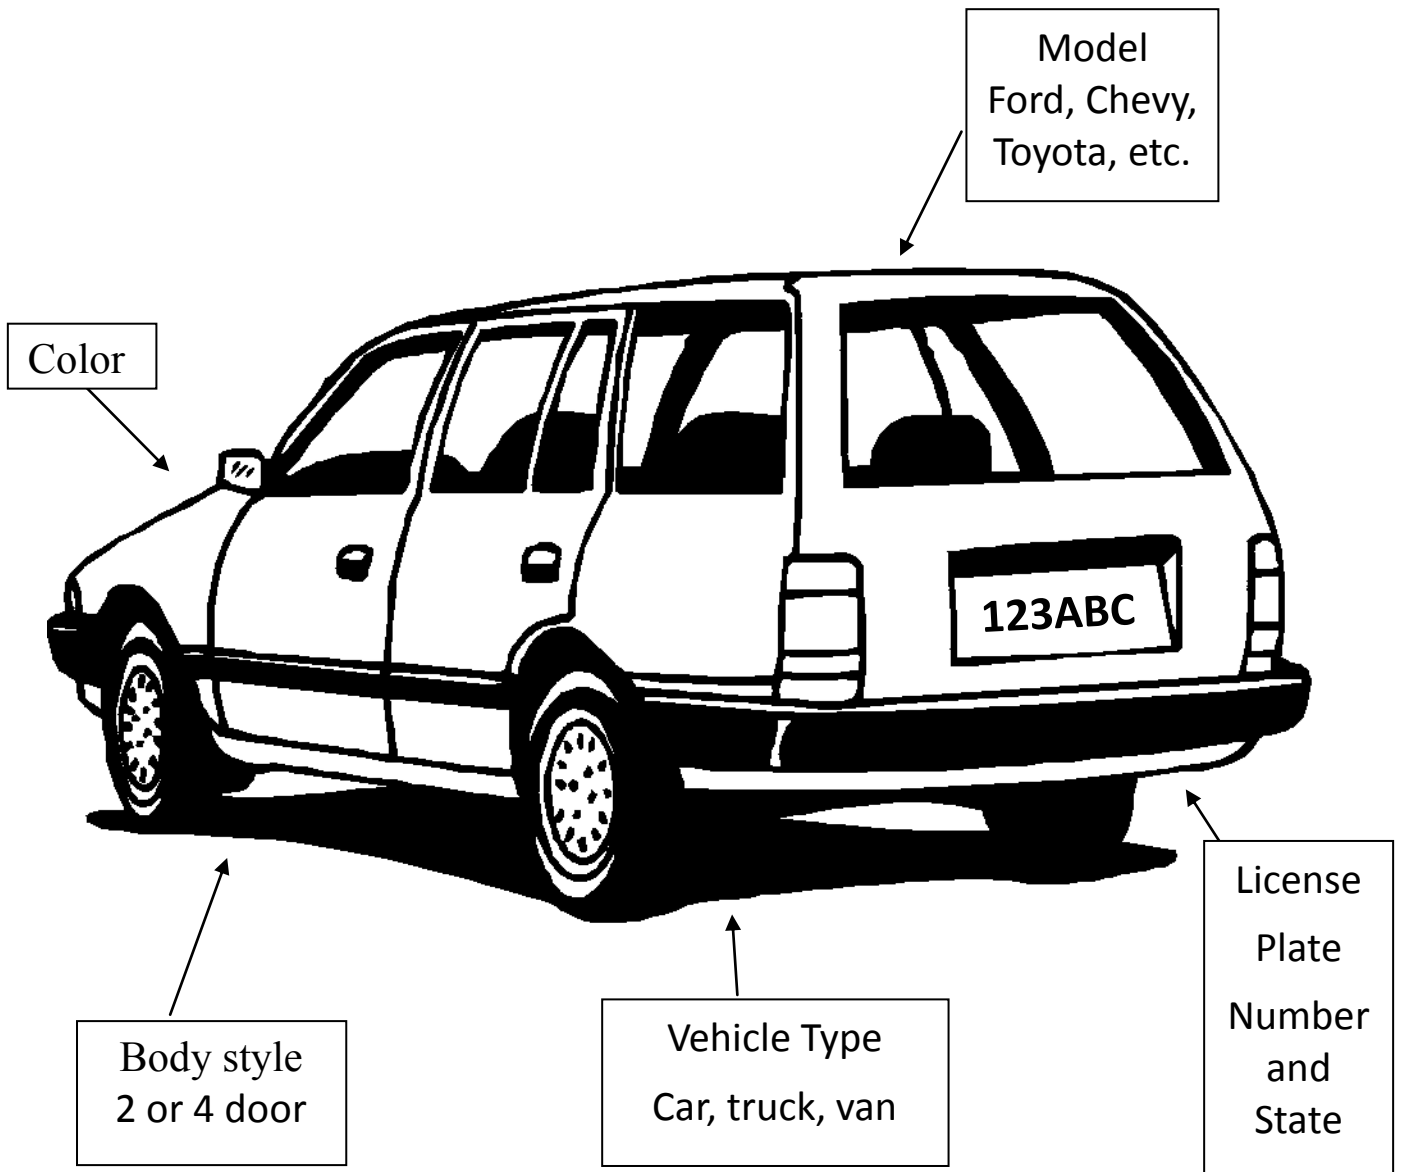 Model
Ford, Chevy,
Toyota, etc.
Color
123ABC
License
Plate
Number
and
State
Body style
2 or 4 door
Vehicle Type
Car, truck, van